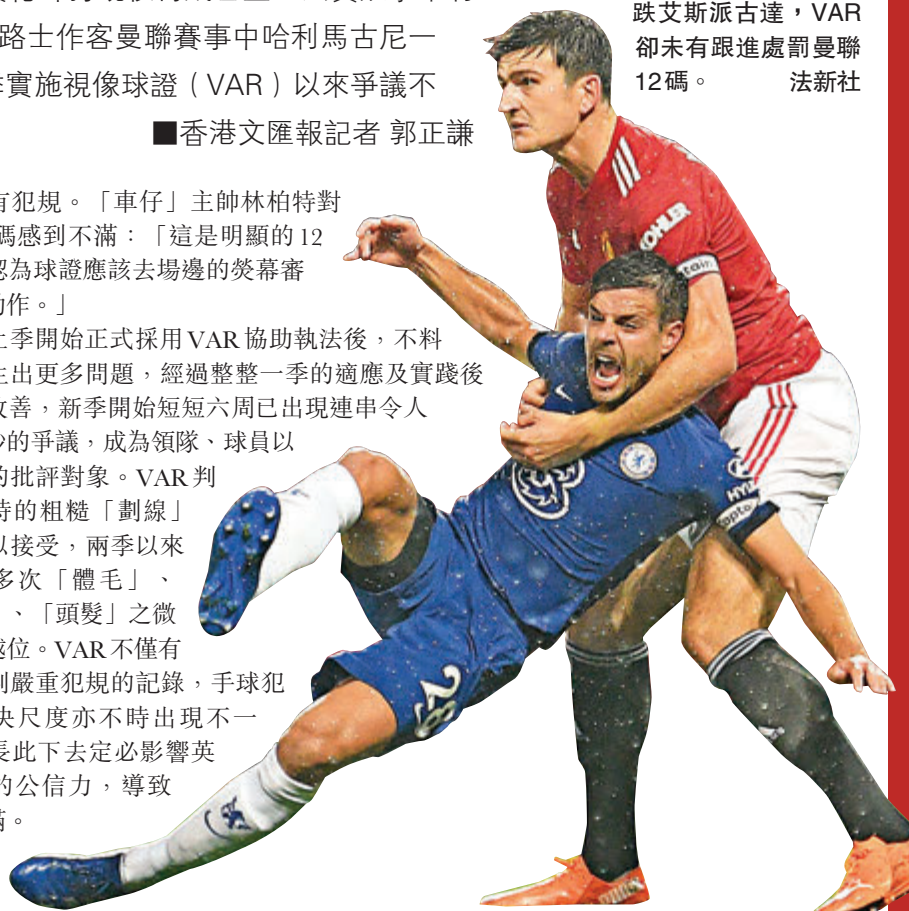 路士作客曼聯賽事中哈利馬古尼一
實施視像球證（VAR）以來爭議不
■香港文匯報記者 郭正謙
跌艾斯派古達，VAR
卻未有跟進處罰曼聯
12碼。 法新社
有犯規。「車仔」主帥林柏特對
碼感到不滿：「這是明顯的12
認為球證應該去場邊的熒幕審
動作。」
上季開始正式採用VAR協助執法後，不料
生出更多問題，經過整整一季的適應及實踐後
改善，新季開始短短六周已出現連串令人
妙的爭議，成為領隊、球員以
的批評對象。VAR判
時的粗糙「劃線」
以接受，兩季以來
多次「體毛」、
、「頭髮」之微
越位。VAR不僅有
到嚴重犯規的記錄，手球犯
決尺度亦不時出現不一
長此下去定必影響英
的公信力，導致
滿。
KOHLER
tain
HYU
apta
28